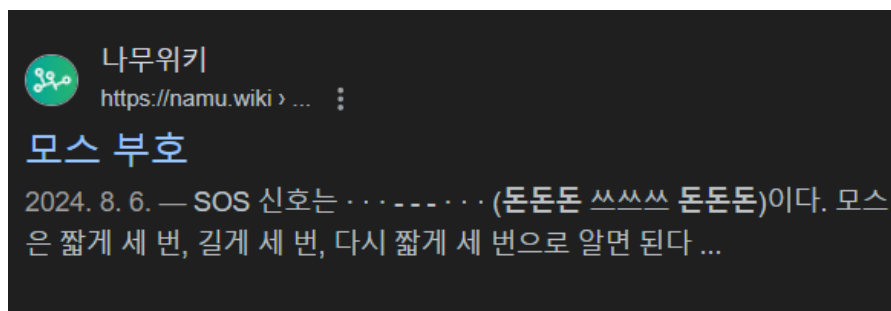 나무위키
https://namu.wiki › ...
모스 부호
2024. 8. 6. — SOS 신호는 · · · - - - · · · (돈돈돈 쓰쓰쓰 돈돈돈)이다. 모스
은 짧게 세 번, 길게 세 번, 다시 짧게 세 번으로 알면 된다 ...